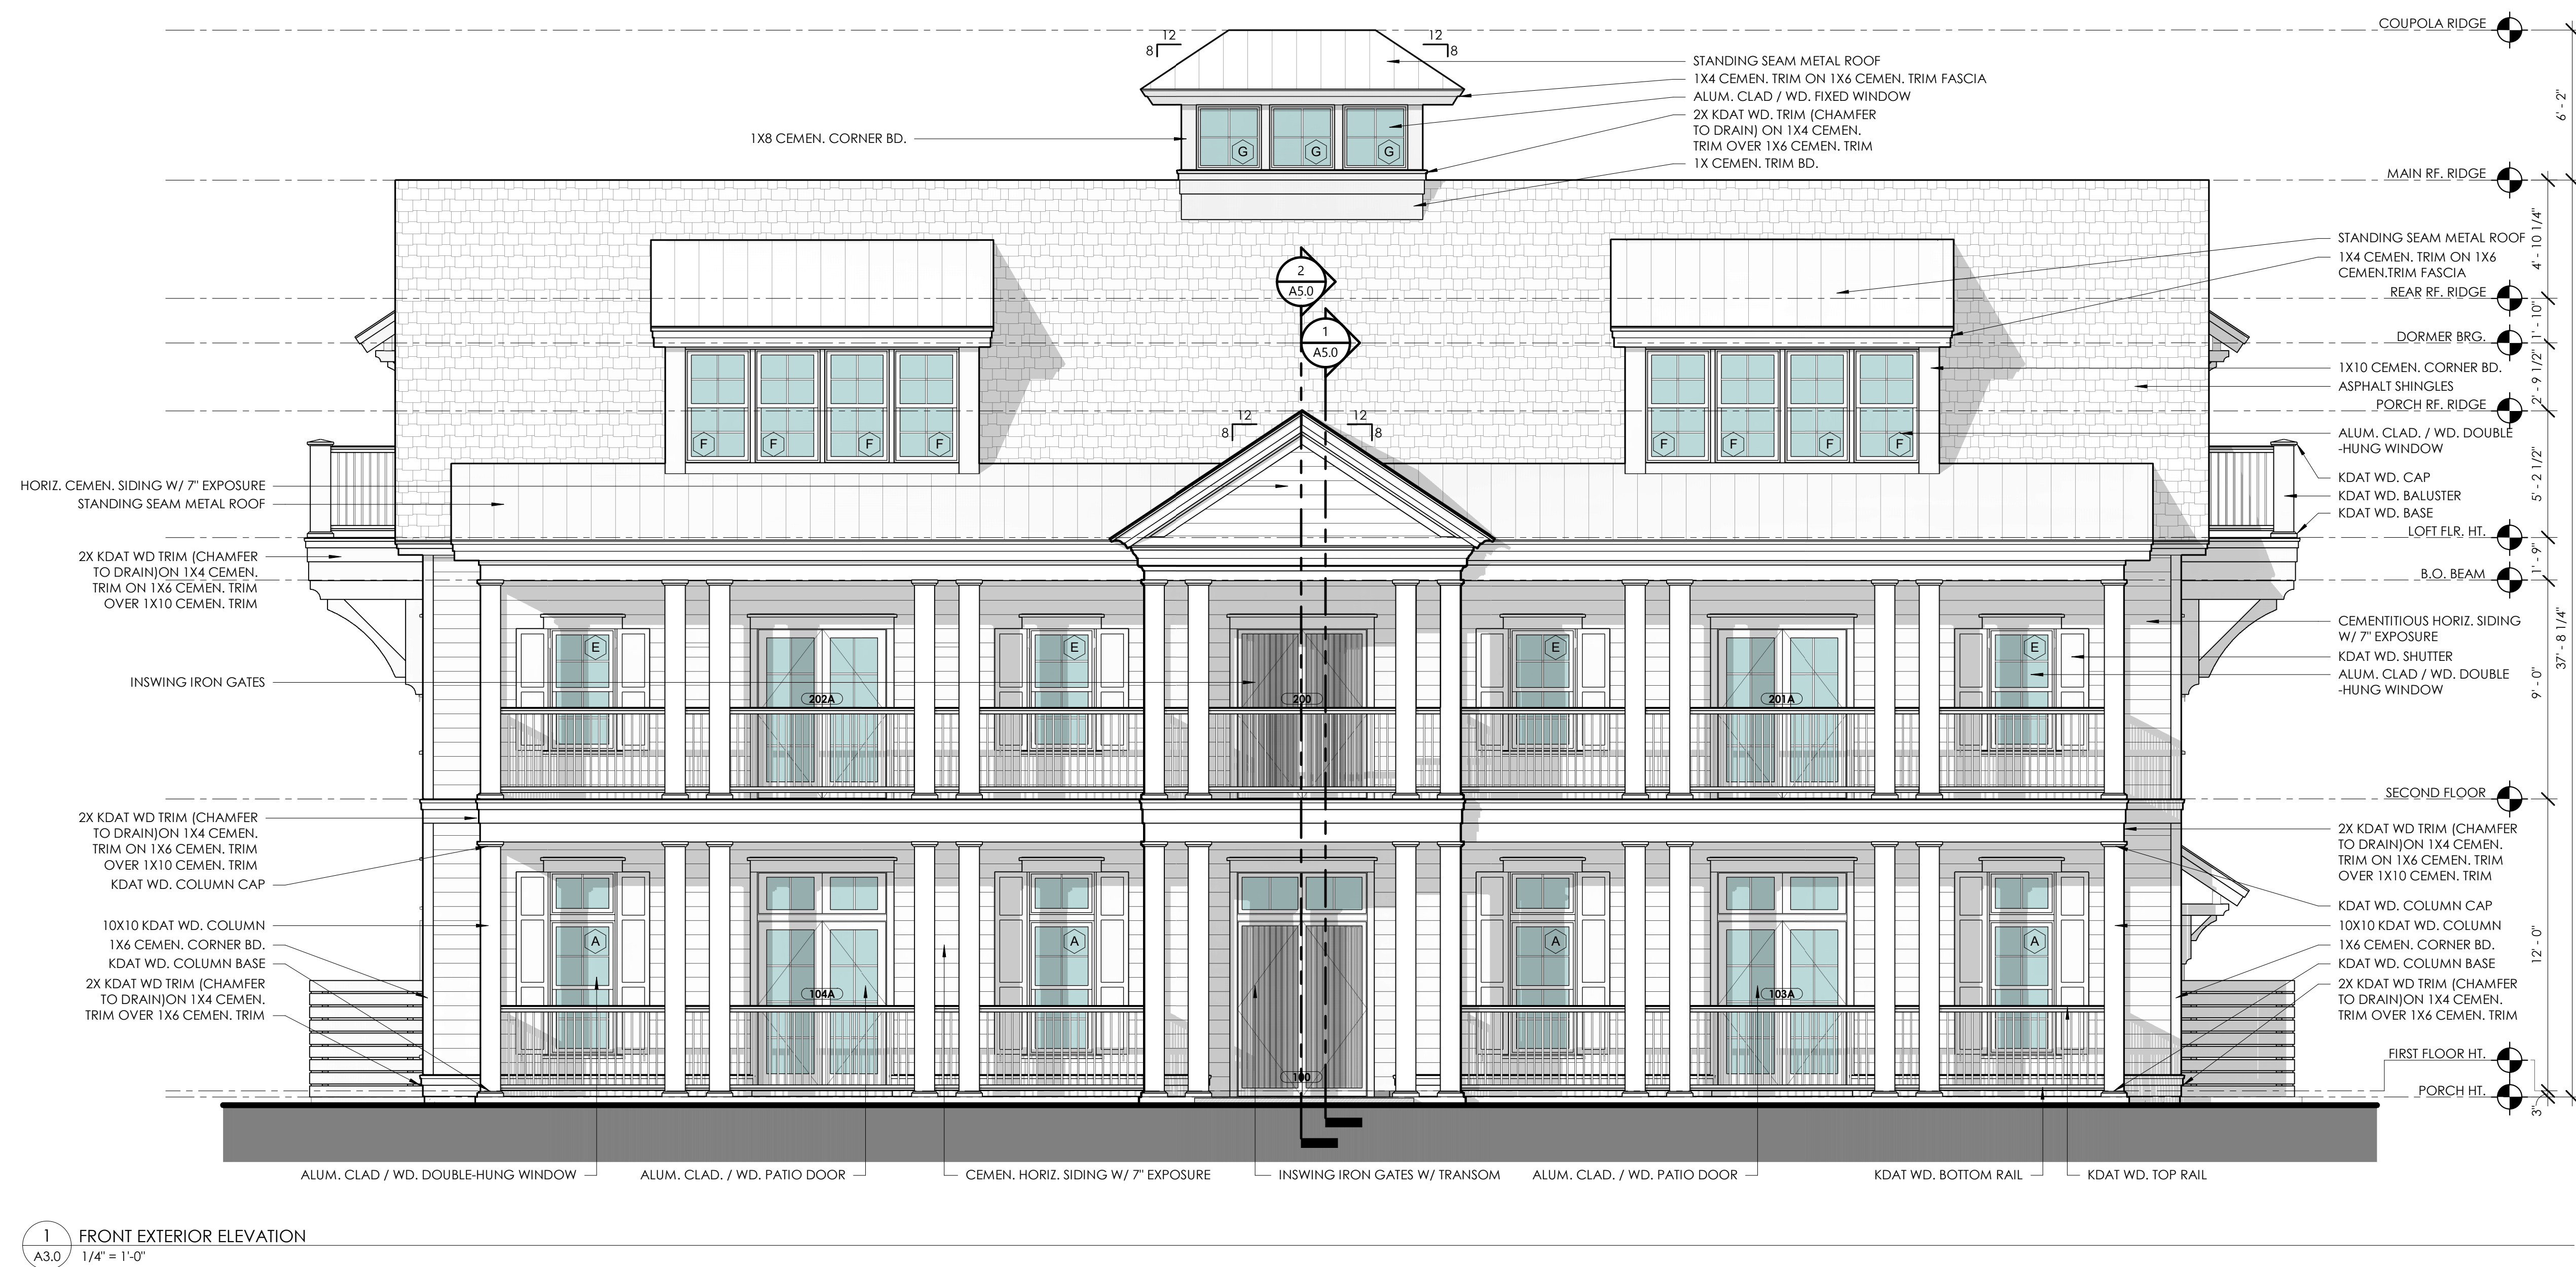 COUPOLA RIDGE
12
8
12
8
STANDING SEAM METAL ROOF
1X4 CEMEN. TRIM ON 1X6 CEMEN. TRIM FASCIA
ALUM. CLAD / WD. FIXED WINDOW
2X KDAT WD. TRIM (CHAMFER
TO DRAIN) ON 1X4 CEMEN.
TRIM OVER 1X6 CEMEN. TRIM
1X CEMEN. TRIM BD.
6' - 2"
1X8 CEMEN. CORNER BD.
G
G
G
MAIN RF. RIDGE
4' - 10 1/4"
STANDING SEAM METAL ROOF
1X4 CEMEN. TRIM ON 1X6
CEMEN.TRIM FASCIA
2
A5.0
REAR RF. RIDGE
1' - 10"
1
A5.0
DORMER BRG.
2' - 9 1/2"
1X10 CEMEN. CORNER BD.
ASPHALT SHINGLES
PORCH RF. RIDGE
12
8
12
8
F
F
F
F
F
F
F
F
ALUM. CLAD. / WD. DOUBLE
-HUNG WINDOW
5' - 2 1/2"
KDAT WD. CAP
KDAT WD. BALUSTER
KDAT WD. BASE
HORIZ. CEMEN. SIDING W/ 7" EXPOSURE
STANDING SEAM METAL ROOF
LOFT FLR. HT.
1' - 9"
2X KDAT WD TRIM (CHAMFER
TO DRAIN)ON 1X4 CEMEN.
TRIM ON 1X6 CEMEN. TRIM
OVER 1X10 CEMEN. TRIM
B.O. BEAM
37' - 8 1/4"
CEMENTITIOUS HORIZ. SIDING
W/ 7" EXPOSURE
KDAT WD. SHUTTER
ALUM. CLAD / WD. DOUBLE
-HUNG WINDOW
9' - 0"
E
E
E
E
INSWING IRON GATES
202A
200
201A
SECOND FLOOR
2X KDAT WD TRIM (CHAMFER
TO DRAIN)ON 1X4 CEMEN.
TRIM ON 1X6 CEMEN. TRIM
OVER 1X10 CEMEN. TRIM
KDAT WD. COLUMN CAP
10X10 KDAT WD. COLUMN
1X6 CEMEN. CORNER BD.
KDAT WD. COLUMN BASE
2X KDAT WD TRIM (CHAMFER
TO DRAIN)ON 1X4 CEMEN.
TRIM OVER 1X6 CEMEN. TRIM
A
A
A
A
104A
100
103A
2X KDAT WD TRIM (CHAMFER
TO DRAIN)ON 1X4 CEMEN.
TRIM ON 1X6 CEMEN. TRIM
OVER 1X10 CEMEN. TRIM
KDAT WD. COLUMN CAP
10X10 KDAT WD. COLUMN
1X6 CEMEN. CORNER BD.
KDAT WD. COLUMN BASE
2X KDAT WD TRIM (CHAMFER
TO DRAIN)ON 1X4 CEMEN.
TRIM OVER 1X6 CEMEN. TRIM
12' - 0"
FIRST FLOOR HT.
PORCH HT.
3"
ALUM. CLAD / WD. DOUBLE-HUNG WINDOW
ALUM. CLAD. / WD. PATIO DOOR
CEMEN. HORIZ. SIDING W/ 7" EXPOSURE
INSWING IRON GATES W/ TRANSOM
ALUM. CLAD. / WD. PATIO DOOR
KDAT WD. BOTTOM RAIL
KDAT WD. TOP RAIL
1
A3.0
FRONT EXTERIOR ELEVATION
1/4" = 1'-0"